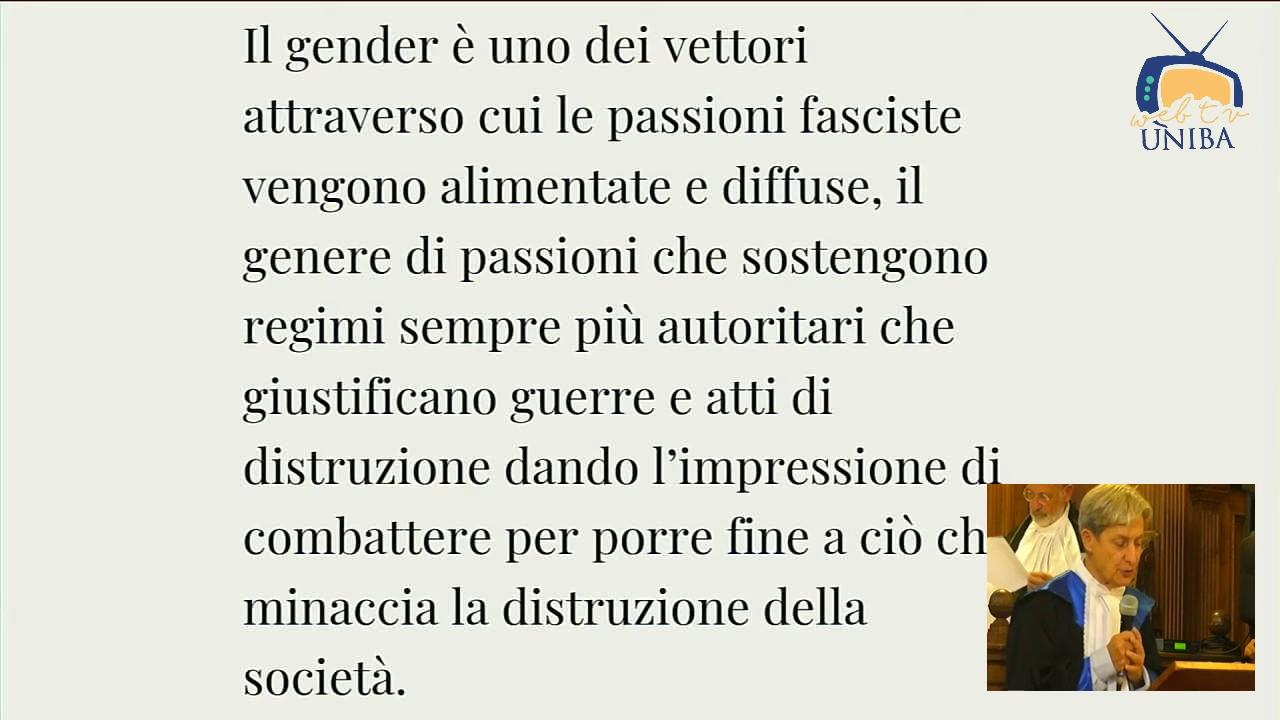 Il gender è uno dei vettori
attraverso cui le passioni fasciste
vengono alimentate e diffuse, il
genere di passioni che sostengono
regimi sempre più autoritari che
giustificano guerre e atti di
distruzione dando l’impressione di
combattere per porre fine a ciò ch
minaccia la distruzione della
società.
web tv
UNIBA